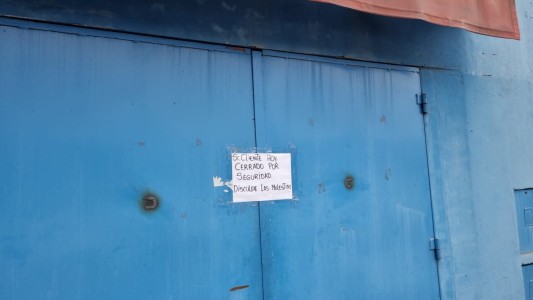 Sr. CLIENTE HOY
CERRADO POR
SEGURIDAD
DISCULPE LAS MOLESTIAS